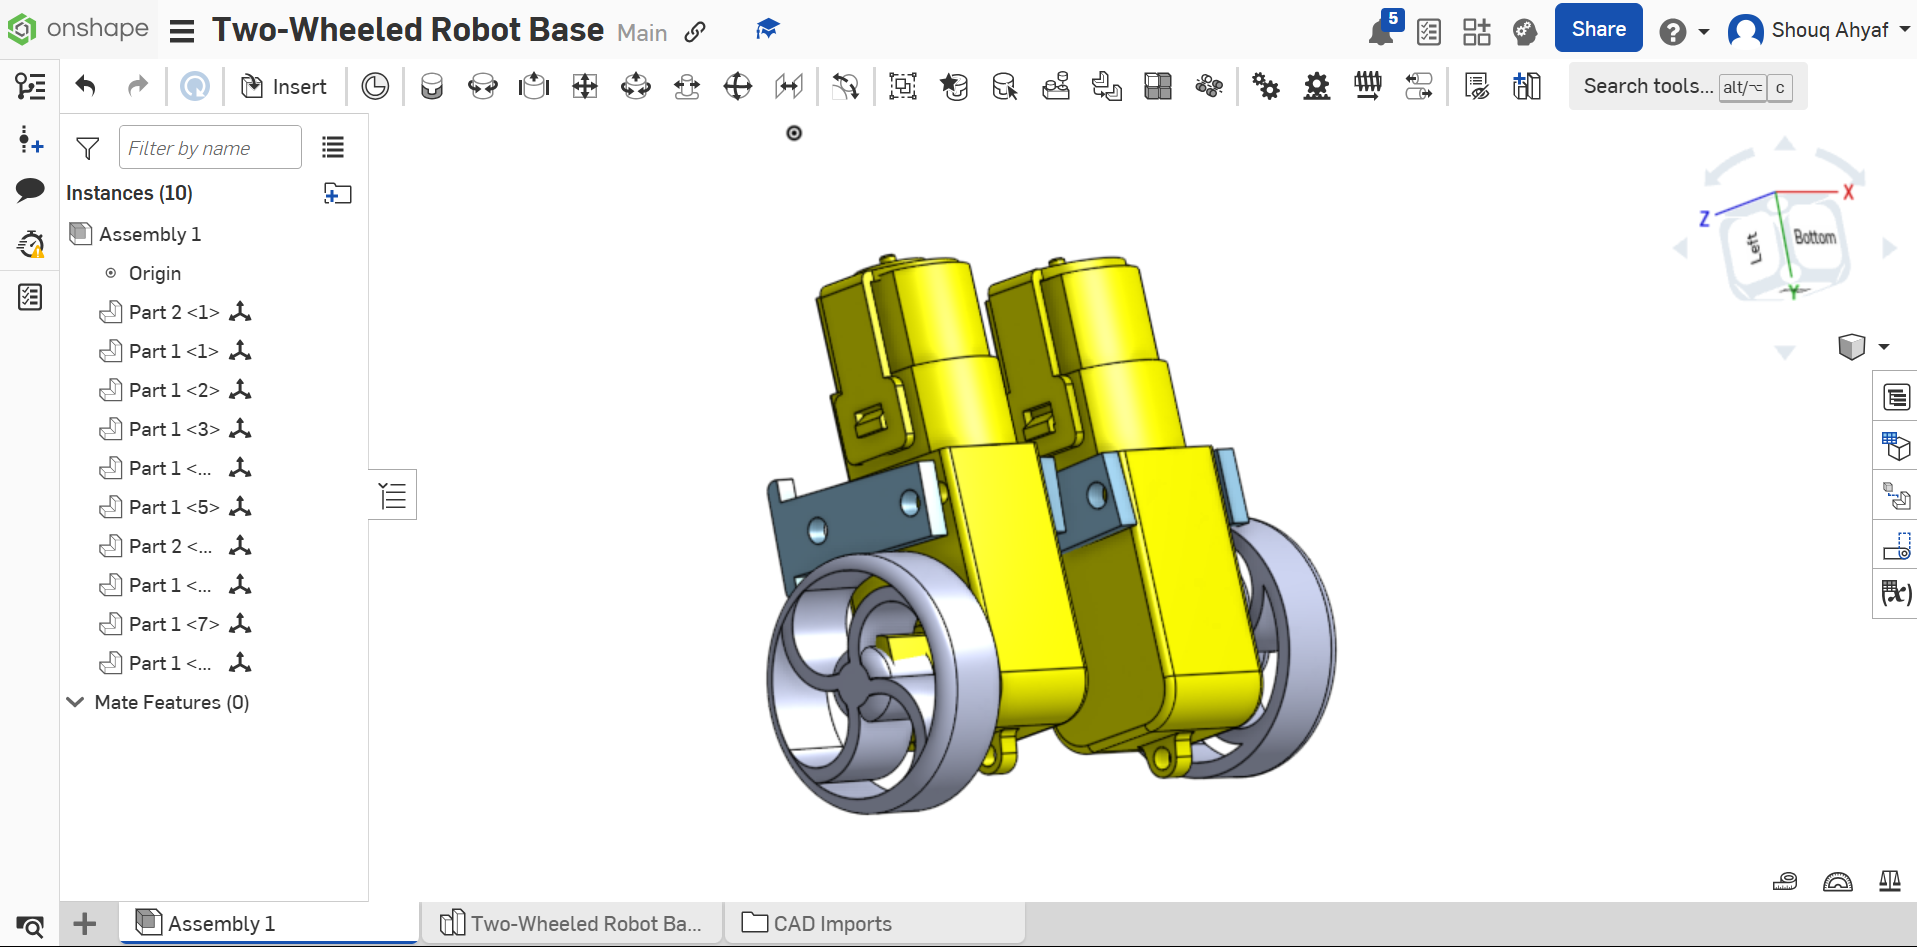 onshape
Two-Wheeled Robot Base Main
5
Share
Shouq Ahyaf
Insert
Search tools... alt/⌥ c
Filter by name
Instances (10)
Assembly 1
Origin
Part 2 <1>
Part 1 <1>
Part 1 <2>
Part 1 <3>
Part 1 <...
Part 1 <5>
Part 2 <...
Part 1 <...
Part 1 <7>
Part 1 <...
Mate Features (0)
X
Z
Left
Bottom
Y
(x)
Assembly 1
Two-Wheeled Robot Ba...
CAD Imports